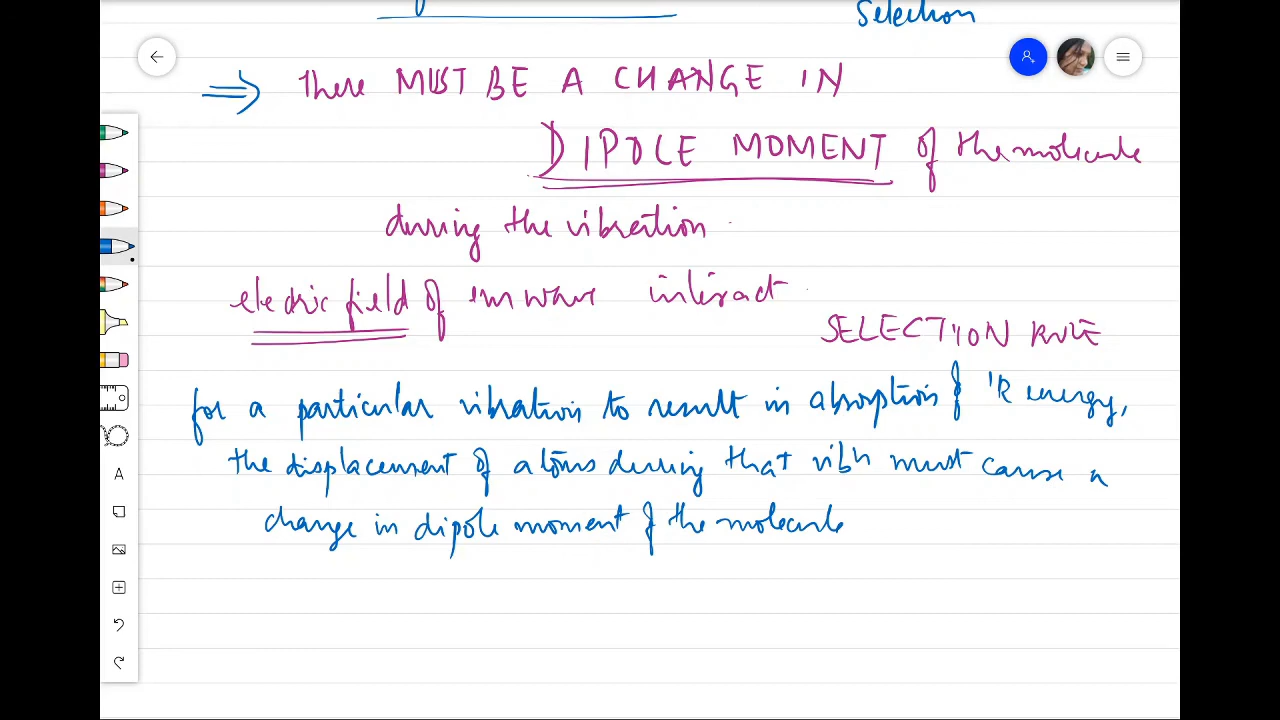 Selection
⇒ there MUST BE A CHANGE IN
DIPOLE MOMENT of the molecule
during the vibration
electric field of em wave interact
SELECTION RULE
for a particular vibration to result in absorption of IR energy,
the displacement of atoms during that vibn must cause a
change in dipole moment of the molecule
A